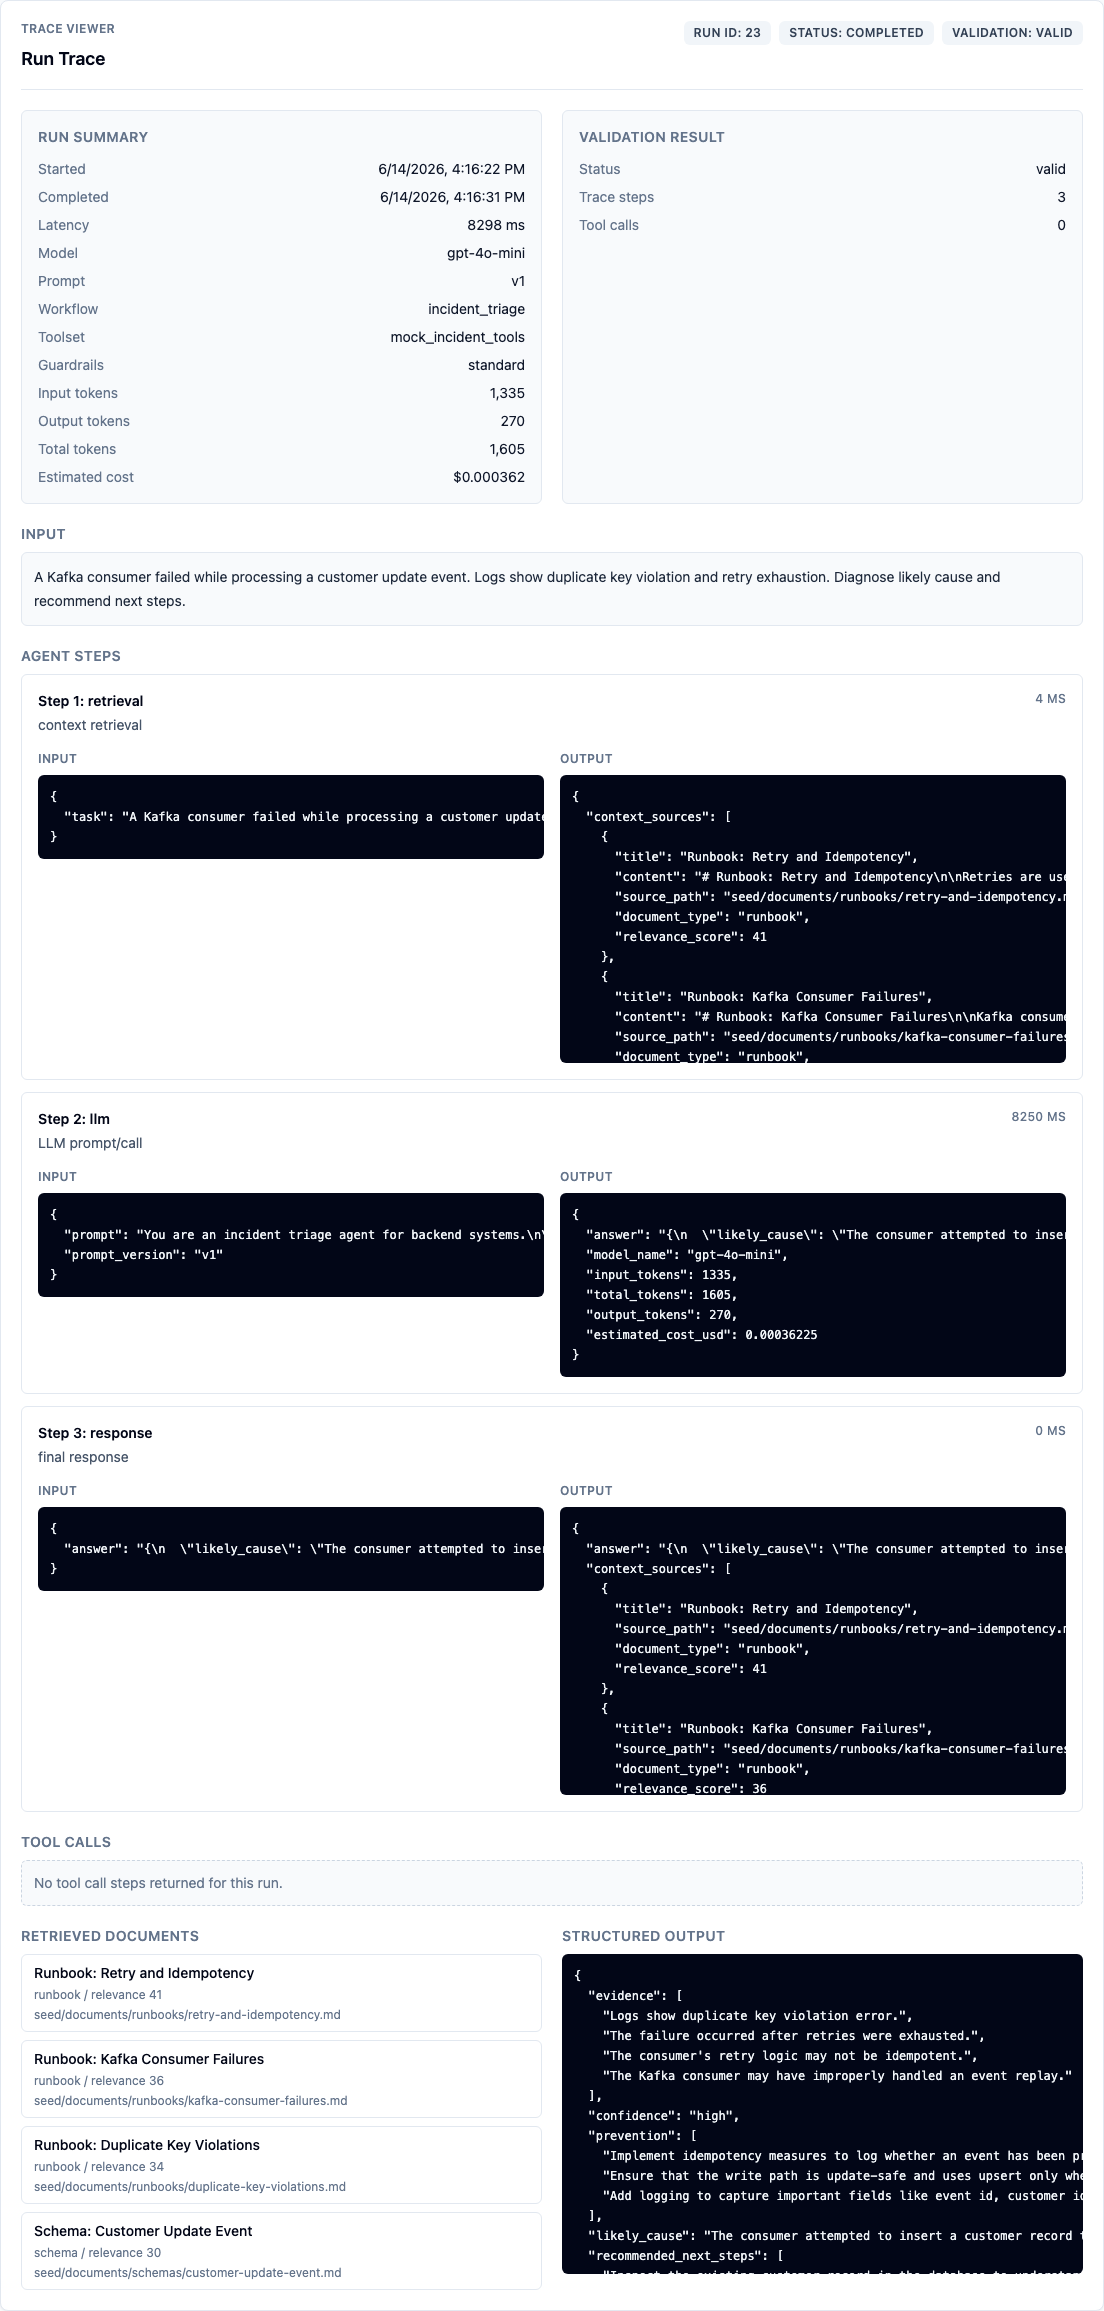 TRACE VIEWER
Run Trace
RUN ID: 23
STATUS: COMPLETED
VALIDATION: VALID
RUN SUMMARY
Started 6/14/2026, 4:16:22 PM
Completed 6/14/2026, 4:16:31 PM
Latency 8298 ms
Model gpt-4o-mini
Prompt v1
Workflow incident_triage
Toolset mock_incident_tools
Guardrails standard
Input tokens 1,335
Output tokens 270
Total tokens 1,605
Estimated cost $0.000362
VALIDATION RESULT
Status valid
Trace steps 3
Tool calls 0
INPUT
A Kafka consumer failed while processing a customer update event. Logs show duplicate key violation and retry exhaustion. Diagnose likely cause and
recommend next steps.
AGENT STEPS
Step 1: retrieval 4 MS
context retrieval
INPUT
{
"task": "A Kafka consumer failed while processing a customer update
}
OUTPUT
{
"context_sources": [
{
"title": "Runbook: Retry and Idempotency",
"content": "# Runbook: Retry and Idempotency\n\nRetries are use
"source_path": "seed/documents/runbooks/retry-and-idempotency.m
"document_type": "runbook",
"relevance_score": 41
},
{
"title": "Runbook: Kafka Consumer Failures",
"content": "# Runbook: Kafka Consumer Failures\n\nKafka consume
"source_path": "seed/documents/runbooks/kafka-consumer-failures
"document_type": "runbook",
Step 2: llm 8250 MS
LLM prompt/call
INPUT
{
"prompt": "You are an incident triage agent for backend systems.\n\
"prompt_version": "v1"
}
OUTPUT
{
"answer": "{\n  \"likely_cause\": \"The consumer attempted to inser
"model_name": "gpt-4o-mini",
"input_tokens": 1335,
"total_tokens": 1605,
"output_tokens": 270,
"estimated_cost_usd": 0.00036225
}
Step 3: response 0 MS
final response
INPUT
{
"answer": "{\n  \"likely_cause\": \"The consumer attempted to inser
}
OUTPUT
{
"answer": "{\n  \"likely_cause\": \"The consumer attempted to inser
"context_sources": [
{
"title": "Runbook: Retry and Idempotency",
"source_path": "seed/documents/runbooks/retry-and-idempotency.m
"document_type": "runbook",
"relevance_score": 41
},
{
"title": "Runbook: Kafka Consumer Failures",
"source_path": "seed/documents/runbooks/kafka-consumer-failures
"document_type": "runbook",
"relevance_score": 36
TOOL CALLS
No tool call steps returned for this run.
RETRIEVED DOCUMENTS
Runbook: Retry and Idempotency
runbook / relevance 41
seed/documents/runbooks/retry-and-idempotency.md
Runbook: Kafka Consumer Failures
runbook / relevance 36
seed/documents/runbooks/kafka-consumer-failures.md
Runbook: Duplicate Key Violations
runbook / relevance 34
seed/documents/runbooks/duplicate-key-violations.md
Schema: Customer Update Event
schema / relevance 30
seed/documents/schemas/customer-update-event.md
STRUCTURED OUTPUT
{
"evidence": [
"Logs show duplicate key violation error.",
"The failure occurred after retries were exhausted.",
"The consumer's retry logic may not be idempotent.",
"The Kafka consumer may have improperly handled an event replay."
],
"confidence": "high",
"prevention": [
"Implement idempotency measures to log whether an event has been pr
"Ensure that the write path is update-safe and uses upsert only whe
"Add logging to capture important fields like event id, customer id
],
"likely_cause": "The consumer attempted to insert a customer record t
"recommended_next_steps": [